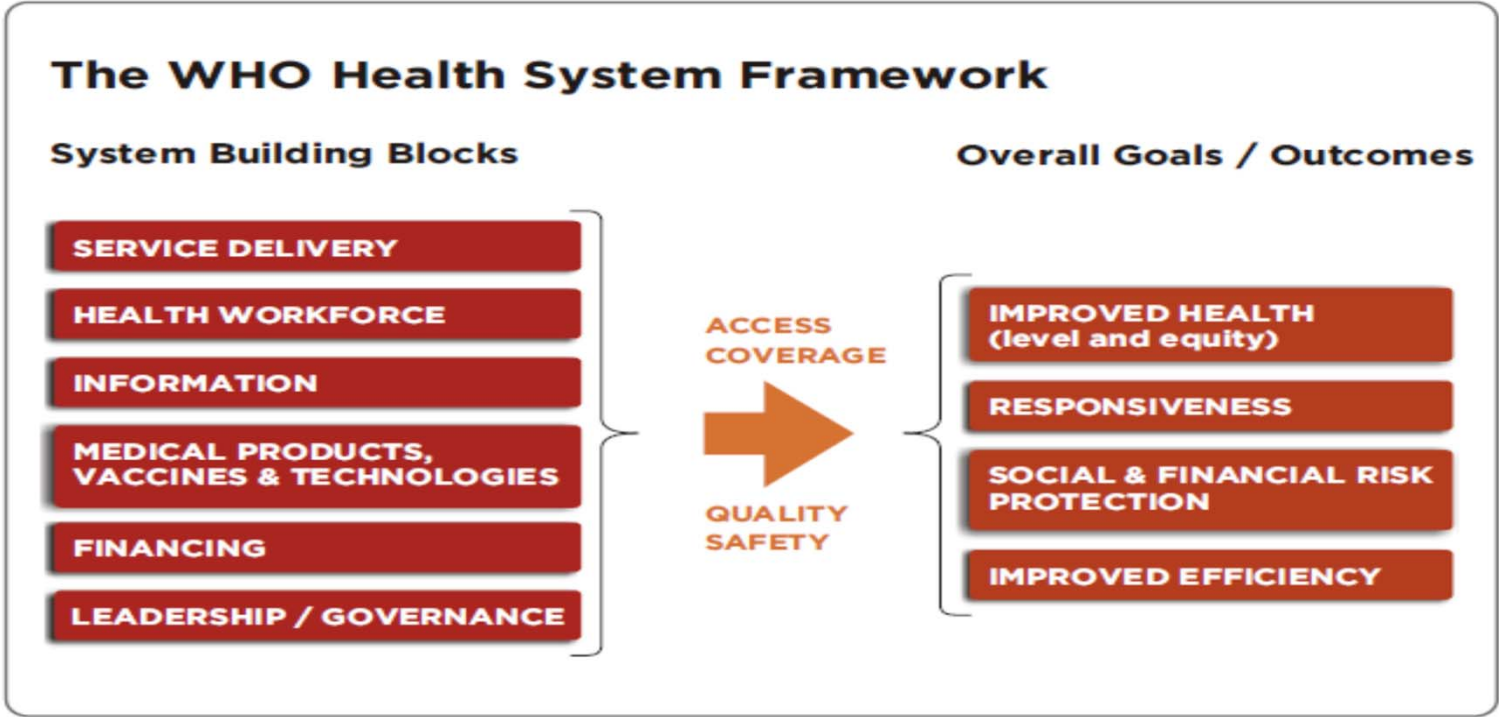 The WHO Health System Framework
System Building Blocks
SERVICE DELIVERY
HEALTH WORKFORCE
INFORMATION
MEDICAL PRODUCTS,
VACCINES & TECHNOLOGIES
FINANCING
LEADERSHIP / GOVERNANCE
ACCESS
COVERAGE
QUALITY
SAFETY
Overall Goals / Outcomes
IMPROVED HEALTH
(level and equity)
RESPONSIVENESS
SOCIAL & FINANCIAL RISK
PROTECTION
IMPROVED EFFICIENCY